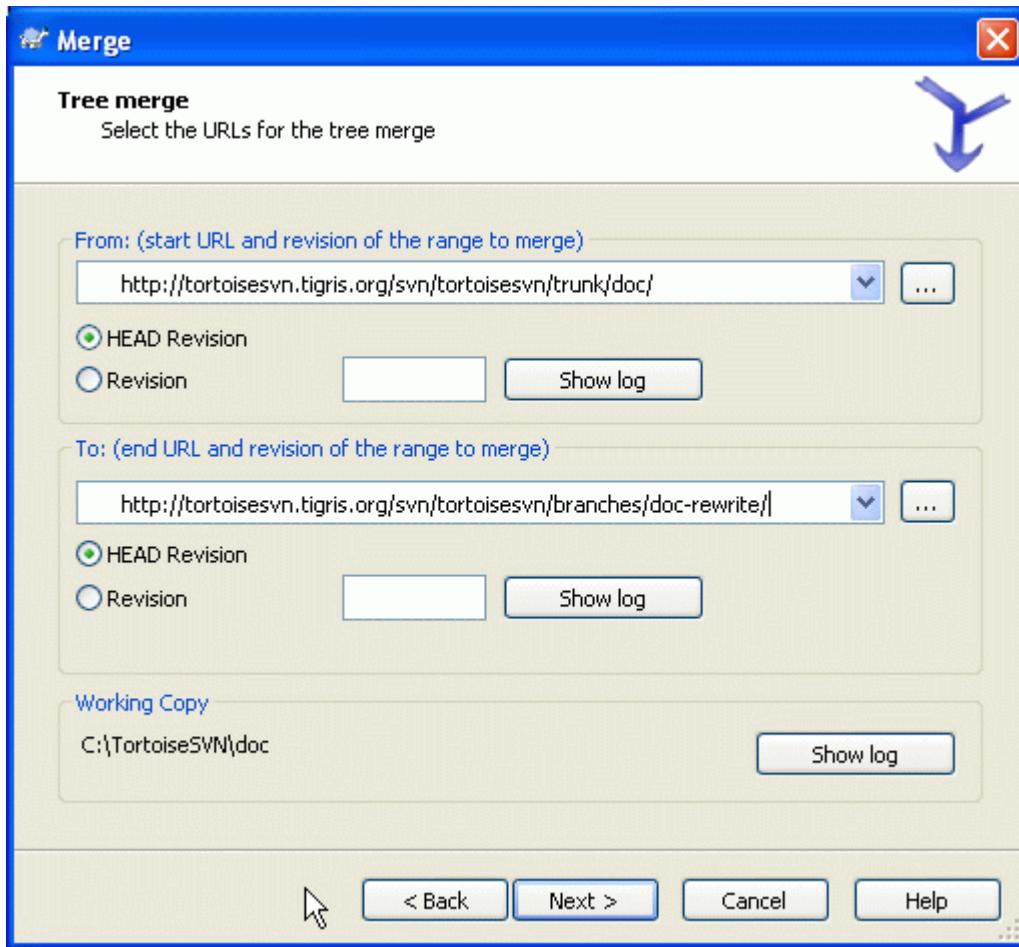 Merge
Tree merge
Select the URLs for the tree merge
From: (start URL and revision of the range to merge)
http://tortoisesvn.tigris.org/svn/tortoisesvn/trunk/doc/
...
HEAD Revision
Revision
Show log
To: (end URL and revision of the range to merge)
http://tortoisesvn.tigris.org/svn/tortoisesvn/branches/doc-rewrite/
...
HEAD Revision
Revision
Show log
Working Copy
C:\TortoiseSVN\doc
Show log
< Back Next > Cancel Help